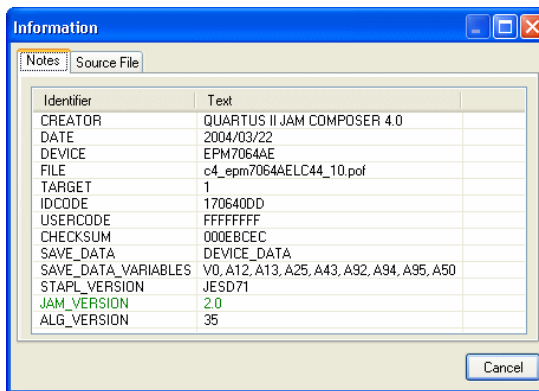 Information
Notes Source File
Identifier Text
CREATOR QUARTUS II JAM COMPOSER 4.0
DATE 2004/03/22
DEVICE EPM7064AE
FILE c4_epm7064AELC44_10.pof
TARGET 1
IDCODE 170640DD
USERCODE FFFFFFFF
CHECKSUM 000EBCEC
SAVE_DATA DEVICE_DATA
SAVE_DATA_VARIABLES V0, A12, A13, A25, A43, A92, A94, A95, A50
STAPL_VERSION JESD71
JAM_VERSION 2.0
ALG_VERSION 35
Cancel